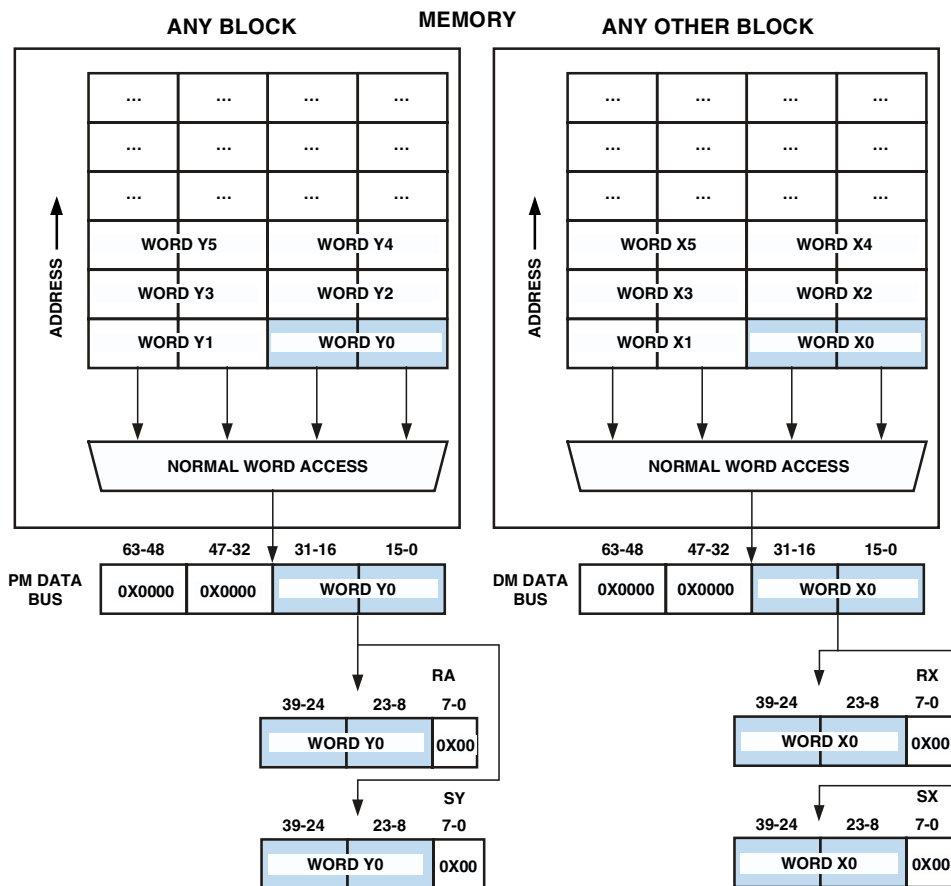 MEMORY
ANY BLOCK
ANY OTHER BLOCK
... ... ... ...
... ... ... ...
... ... ... ...
WORD Y5 WORD Y4
WORD Y3 WORD Y2
WORD Y1 WORD Y0
ADDRESS
NORMAL WORD ACCESS
... ... ... ...
... ... ... ...
... ... ... ...
WORD X5 WORD X4
WORD X3 WORD X2
WORD X1 WORD X0
ADDRESS
NORMAL WORD ACCESS
63-48 47-32 31-16 15-0
PM DATA
BUS
0X0000 0X0000 WORD Y0
63-48 47-32 31-16 15-0
DM DATA
BUS
0X0000 0X0000 WORD X0
RA
39-24 23-8 7-0
WORD Y0 0X00
SY
39-24 23-8 7-0
WORD Y0 0X00
RX
39-24 23-8 7-0
WORD X0 0X00
SX
39-24 23-8 7-0
WORD X0 0X00